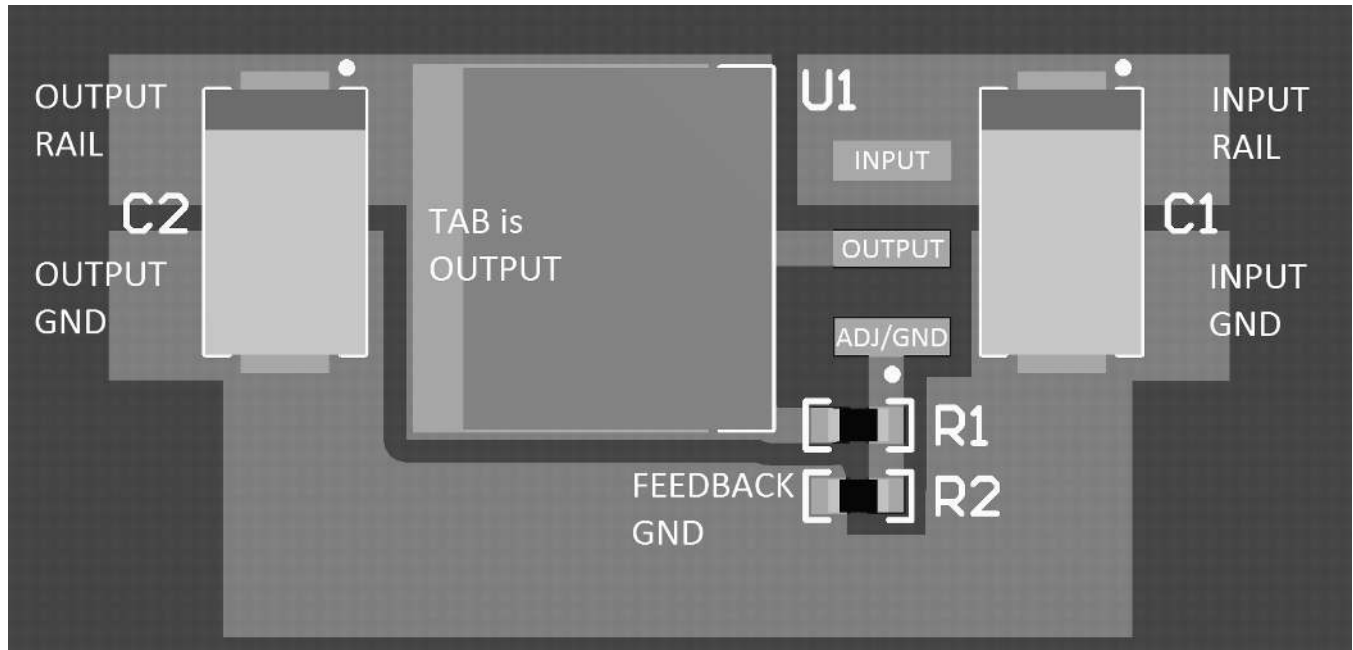 OUTPUT
RAIL
C2
OUTPUT
GND
TAB is
OUTPUT
U1
INPUT
OUTPUT
ADJ/GND
R1
R2
FEEDBACK
GND
INPUT
RAIL
C1
INPUT
GND